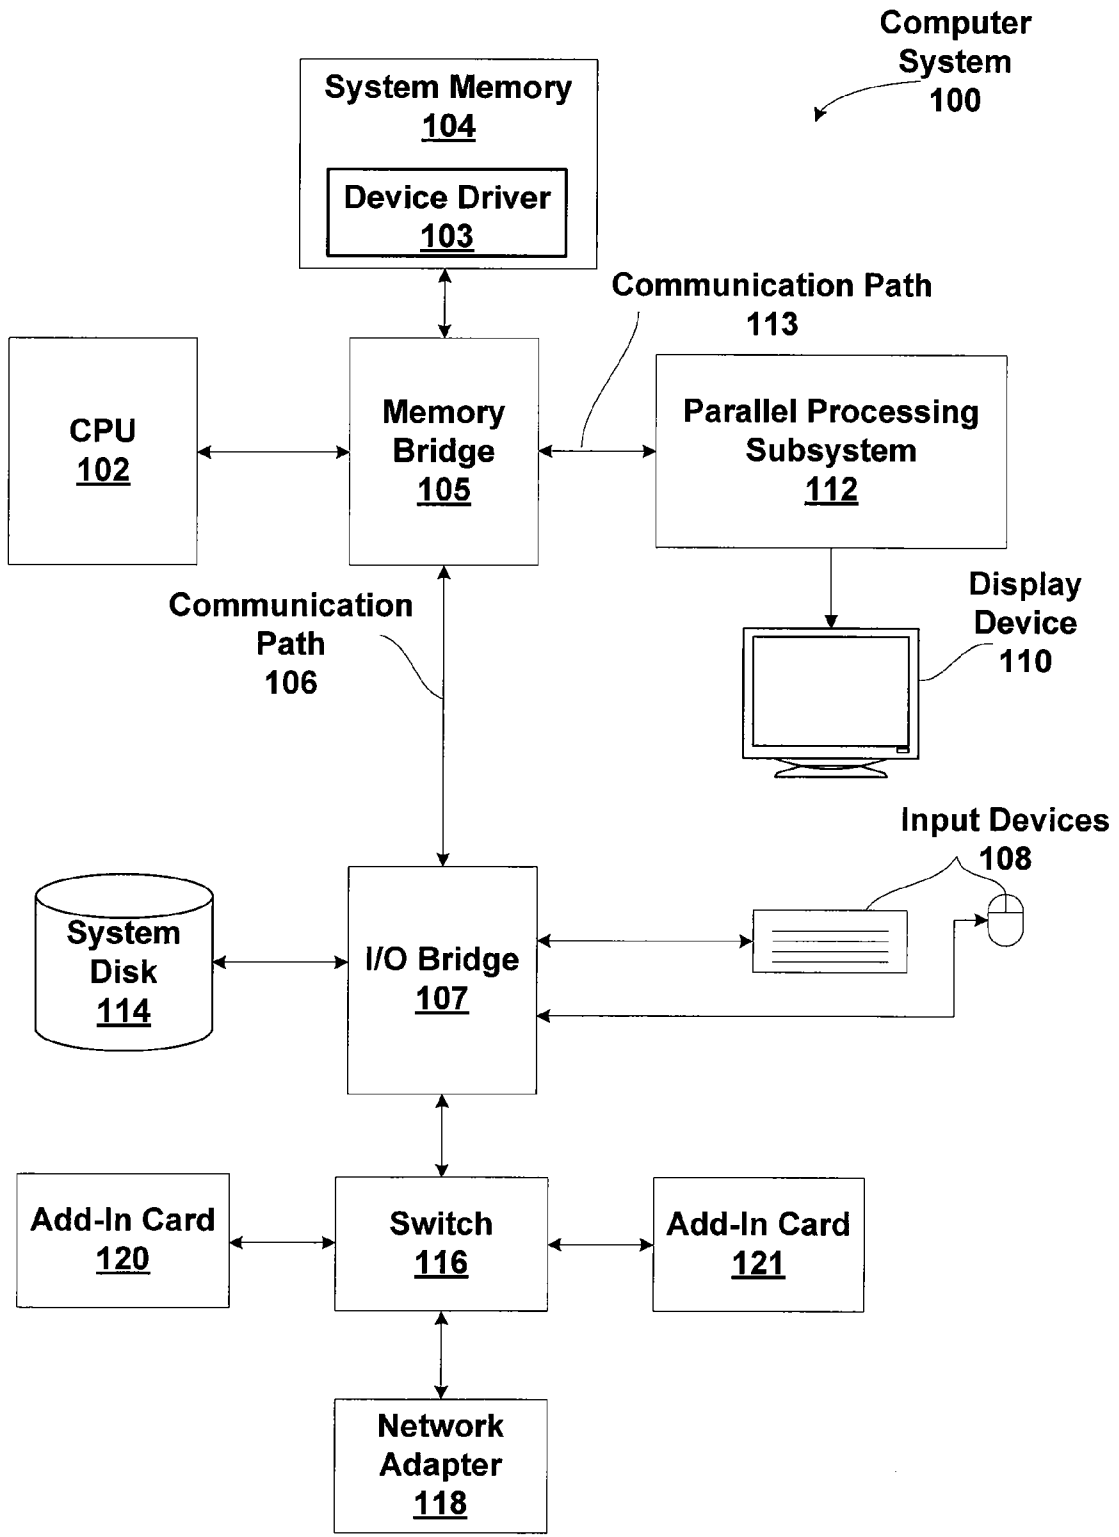 Computer
System
100
System Memory
104
Device Driver
103
Communication Path
113
CPU
102
Memory
Bridge
105
Parallel Processing
Subsystem
112
Communication
Path
106
Display
Device
110
Input Devices
108
System
Disk
114
I/O Bridge
107
Add-In Card
120
Switch
116
Add-In Card
121
Network
Adapter
118